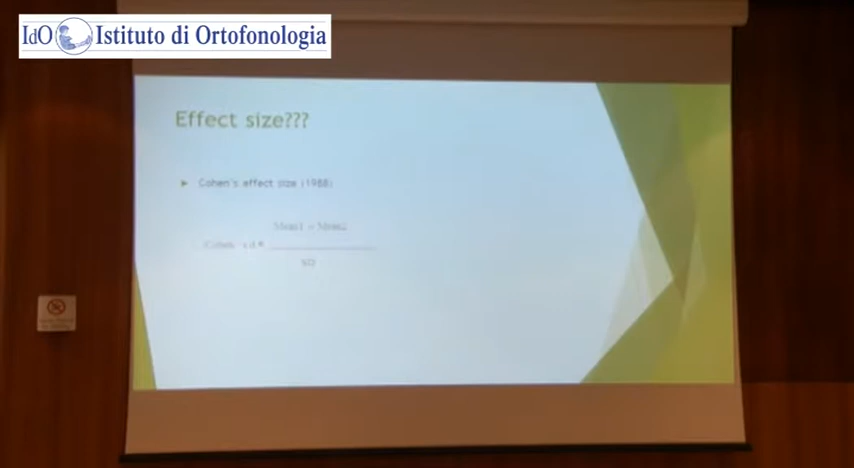 IdO Istituto di Ortofonologia
Effect size???
► Cohen's effect size (1988)
Mean1 - Mean2
Cohen's d =
SD